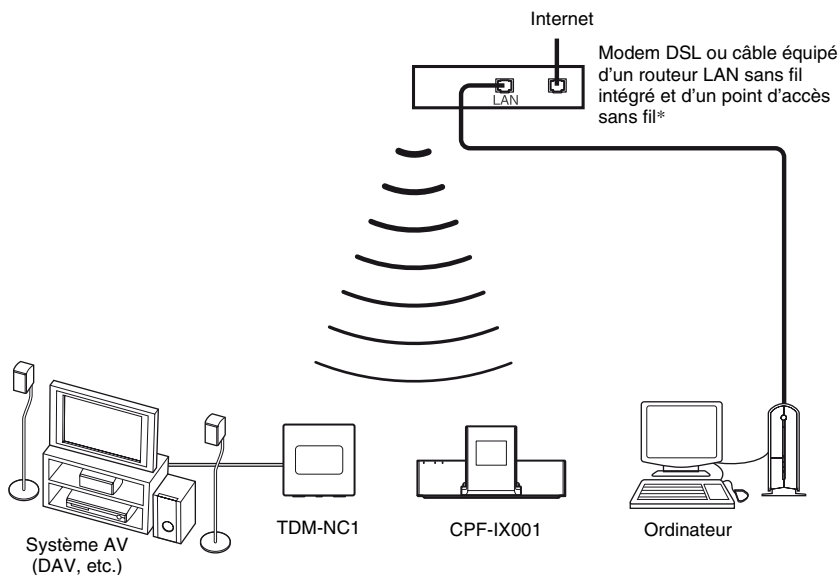 Internet
Modem DSL ou câble équipé
d'un routeur LAN sans fil
intégré et d'un point d'accès
sans fil*
LAN
TDM-NC1
CPF-IX001
Ordinateur
Système AV
(DAV, etc.)